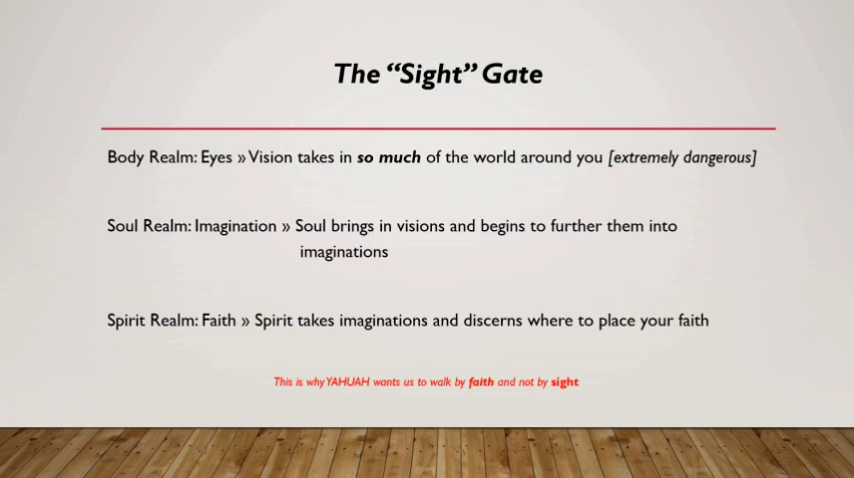 The “Sight” Gate
Body Realm: Eyes » Vision takes in so much of the world around you [extremely dangerous]
Soul Realm: Imagination » Soul brings in visions and begins to further them into
imaginations
Spirit Realm: Faith » Spirit takes imaginations and discerns where to place your faith
This is why YAHUAH wants us to walk by faith and not by sight